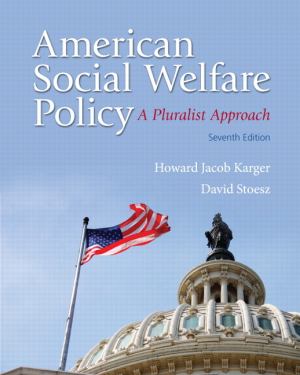 American
Social Welfare
Policy A Pluralist Approach
Seventh Edition
Howard Jacob Karger
David Stoesz